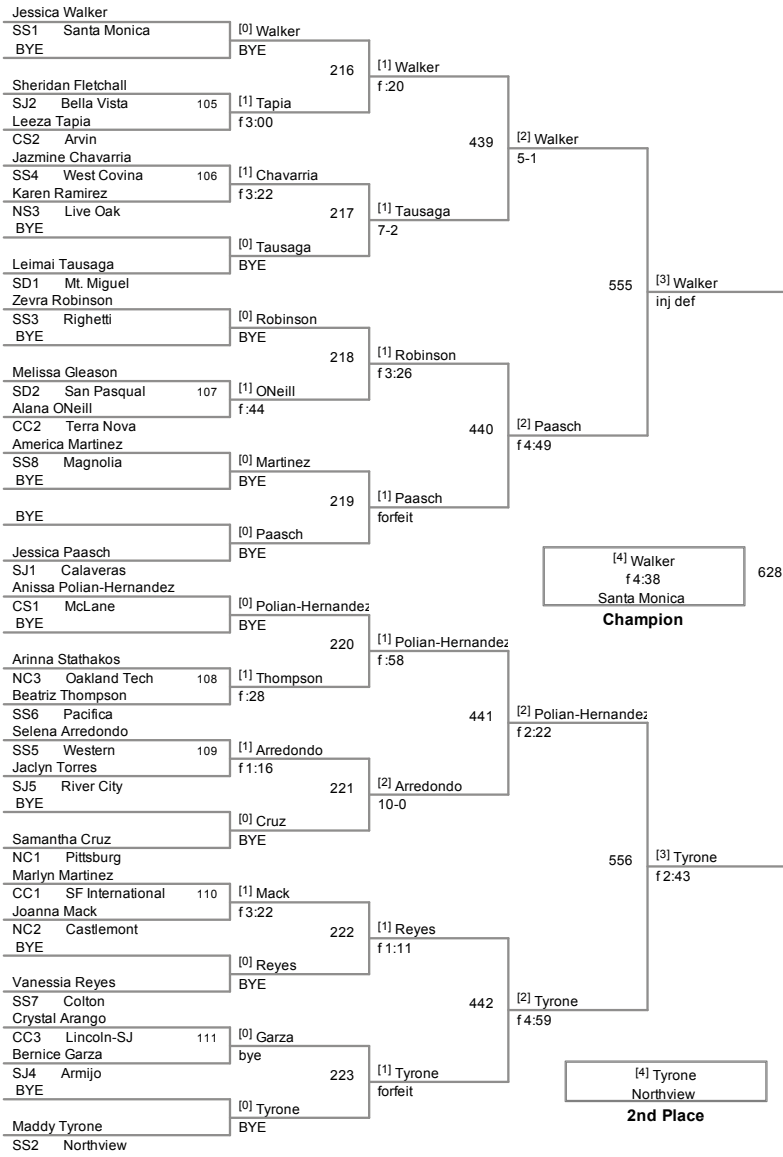 Jessica Walker
SS1 Santa Monica
BYE
Sheridan Fletchall
SJ2 Bella Vista 105
Leeza Tapia
CS2 Arvin
Jazmine Chavarria
SS4 West Covina 106
Karen Ramirez
NS3 Live Oak
BYE
Leimai Tausaga
SD1 Mt. Miguel
Zevra Robinson
SS3 Righetti
BYE
Melissa Gleason
SD2 San Pasqual 107
Alana ONeill
CC2 Terra Nova
America Martinez
SS8 Magnolia
BYE
BYE
Jessica Paasch
SJ1 Calaveras
Anissa Polian-Hernandez
CS1 McLane
BYE
Arinna Stathakos
NC3 Oakland Tech 108
Beatriz Thompson
SS6 Pacifica
Selena Arredondo
SS5 Western 109
Jaclyn Torres
SJ5 River City
BYE
Samantha Cruz
NC1 Pittsburg
Marlyn Martinez
CC1 SF International 110
Joanna Mack
NC2 Castlemont
BYE
Vanessia Reyes
SS7 Colton
Crystal Arango
CC3 Lincoln-SJ 111
Bernice Garza
SJ4 Armijo
BYE
Maddy Tyrone
SS2 Northview
[0] Walker
BYE
216
[1] Tapia
f 3:00
[1] Chavarria
f 3:22
217
[0] Tausaga
BYE
[0] Robinson
BYE
218
[1] ONeill
f :44
[0] Martinez
BYE
219
[0] Paasch
BYE
[0] Polian-Hernandez
BYE
220
[1] Thompson
f :28
[1] Arredondo
f 1:16
221
[0] Cruz
BYE
[1] Mack
f 3:22
222
[0] Reyes
BYE
[0] Garza
bye
223
[0] Tyrone
BYE
[1] Walker
f :20
439
[1] Tausaga
7-2
[1] Robinson
f 3:26
440
[1] Paasch
forfeit
[1] Polian-Hernandez
f :58
441
[2] Arredondo
10-0
[1] Reyes
f 1:11
442
[1] Tyrone
forfeit
[2] Walker
5-1
555
[2] Paasch
f 4:49
[2] Polian-Hernandez
f 2:22
556
[2] Tyrone
f 4:59
[3] Walker
inj def
[4] Walker
f 4:38
Santa Monica
628
Champion
[3] Tyrone
f 2:43
[4] Tyrone
Northview
2nd Place